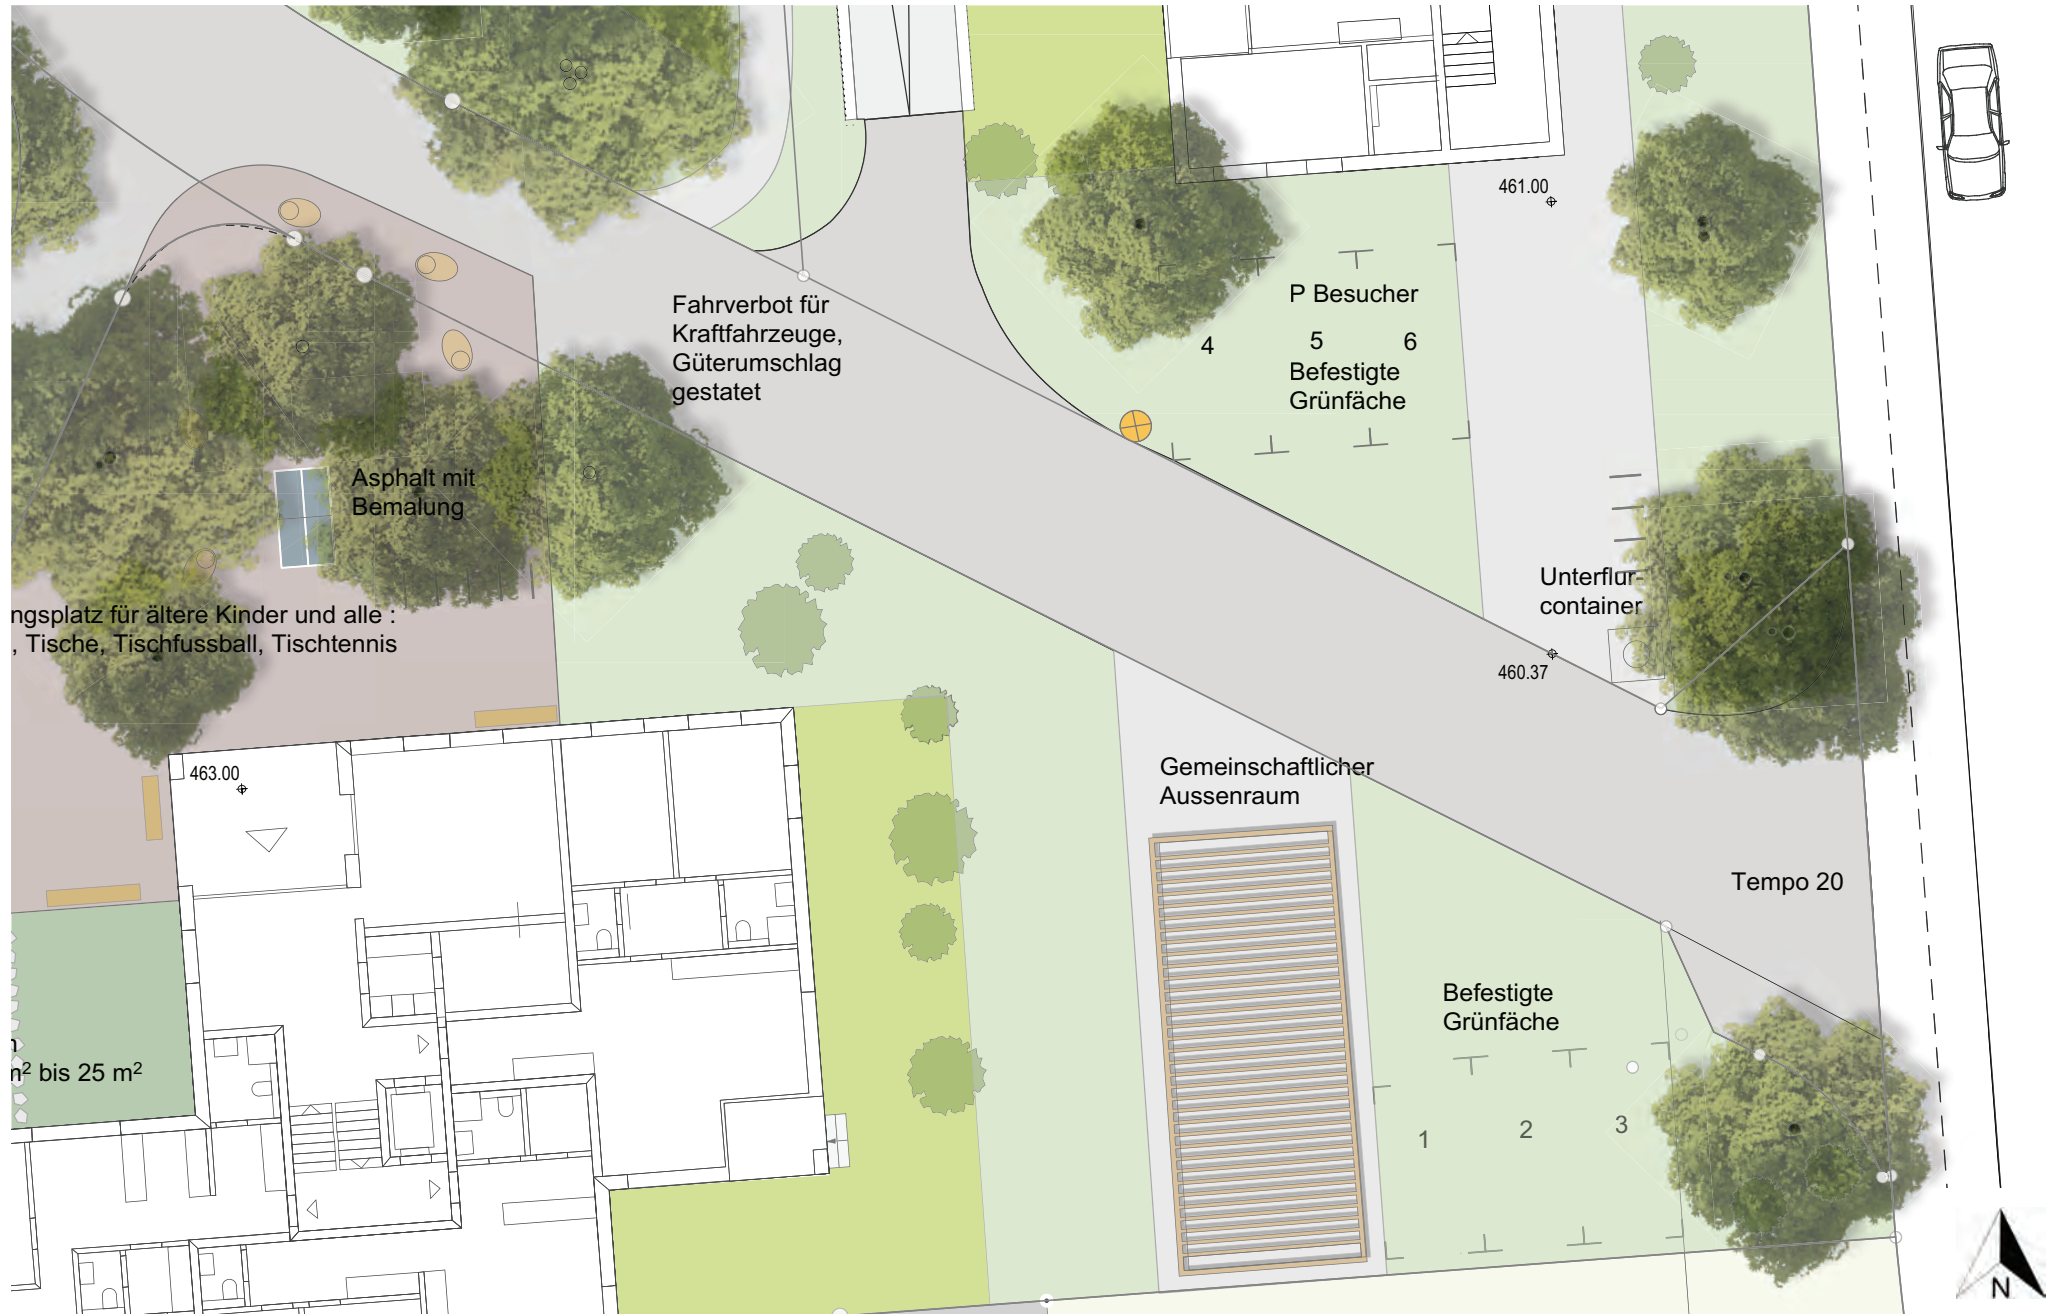 461.00
P Besucher
4 5 6
Befestigte
Grünfäche
Fahrverbot für
Kraftfahrzeuge,
Güterumschlag
gestatet
Asphalt mit
Bemalung
Unterflur-
container
ngsplatz für ältere Kinder und alle :
, Tische, Tischfussball, Tischtennis
460.37
463.00
Gemeinschaftlicher
Aussenraum
Tempo 20
Befestigte
Grünfäche
m² bis 25 m²
1 2 3
N